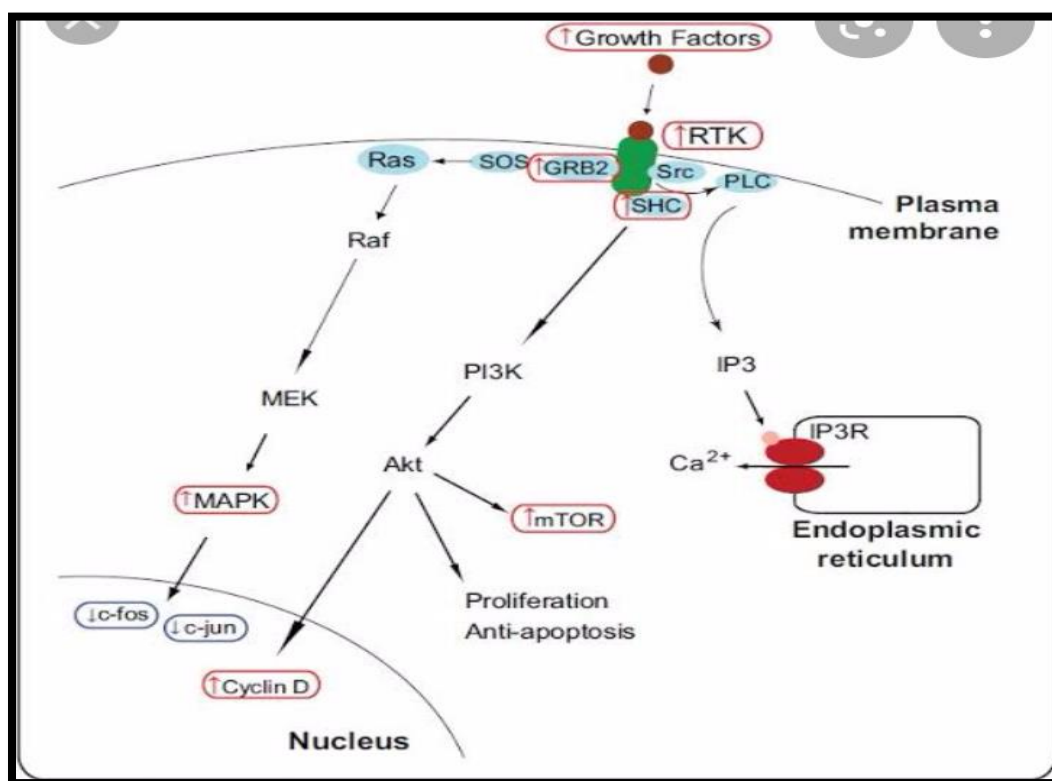 ↑Growth Factors
↑RTK
Ras
SOS
↑GRB2
Src
PLC
↑SHC
Plasma
membrane
Raf
PI3K
IP3
MEK
IP3R
Akt
Ca²⁺
↑MAPK
↑mTOR
Endoplasmic
reticulum
Proliferation
Anti-apoptosis
↓c-fos
↓c-jun
↑Cyclin D
Nucleus